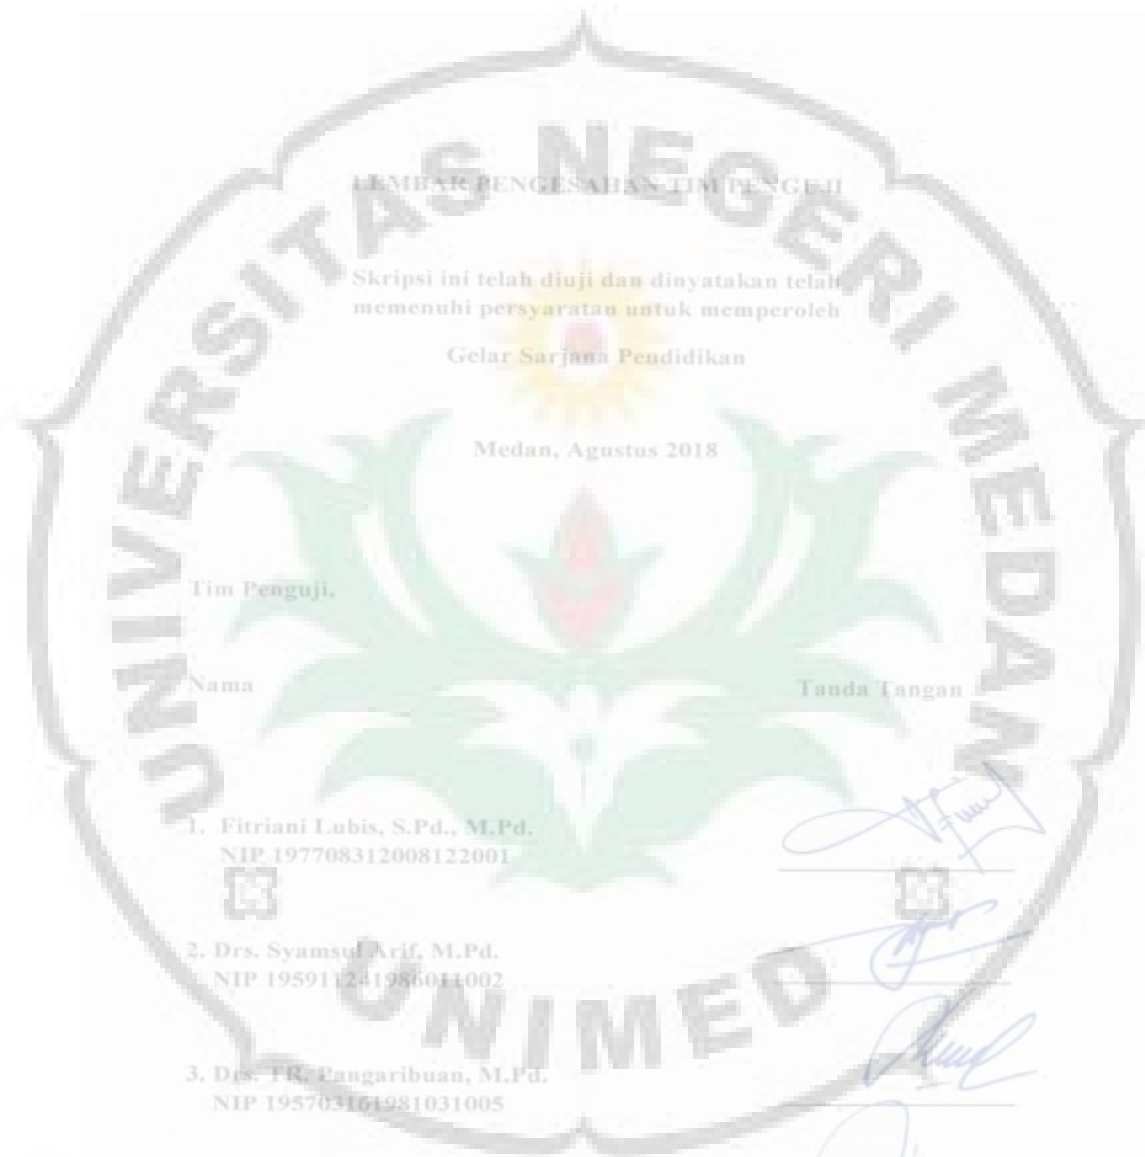 UNIVERSITAS NEGERI MEDAN
LEMBAR PENGESAHAN TIM PENGUJI
Skripsi ini telah diuji dan dinyatakan telah
memenuhi persyaratan untuk memperoleh
Gelar Sarjana Pendidikan
Medan, Agustus 2018
Tim Penguji,
Nama Tanda Tangan
1. Fitriani Lubis, S.Pd., M.Pd.
NIP 197708312008122001
2. Drs. Syamsul Arif, M.Pd.
NIP 195911241986011002
3. Drs. TR. Pangaribuan, M.Pd.
NIP 195703161981031005
UNIMED